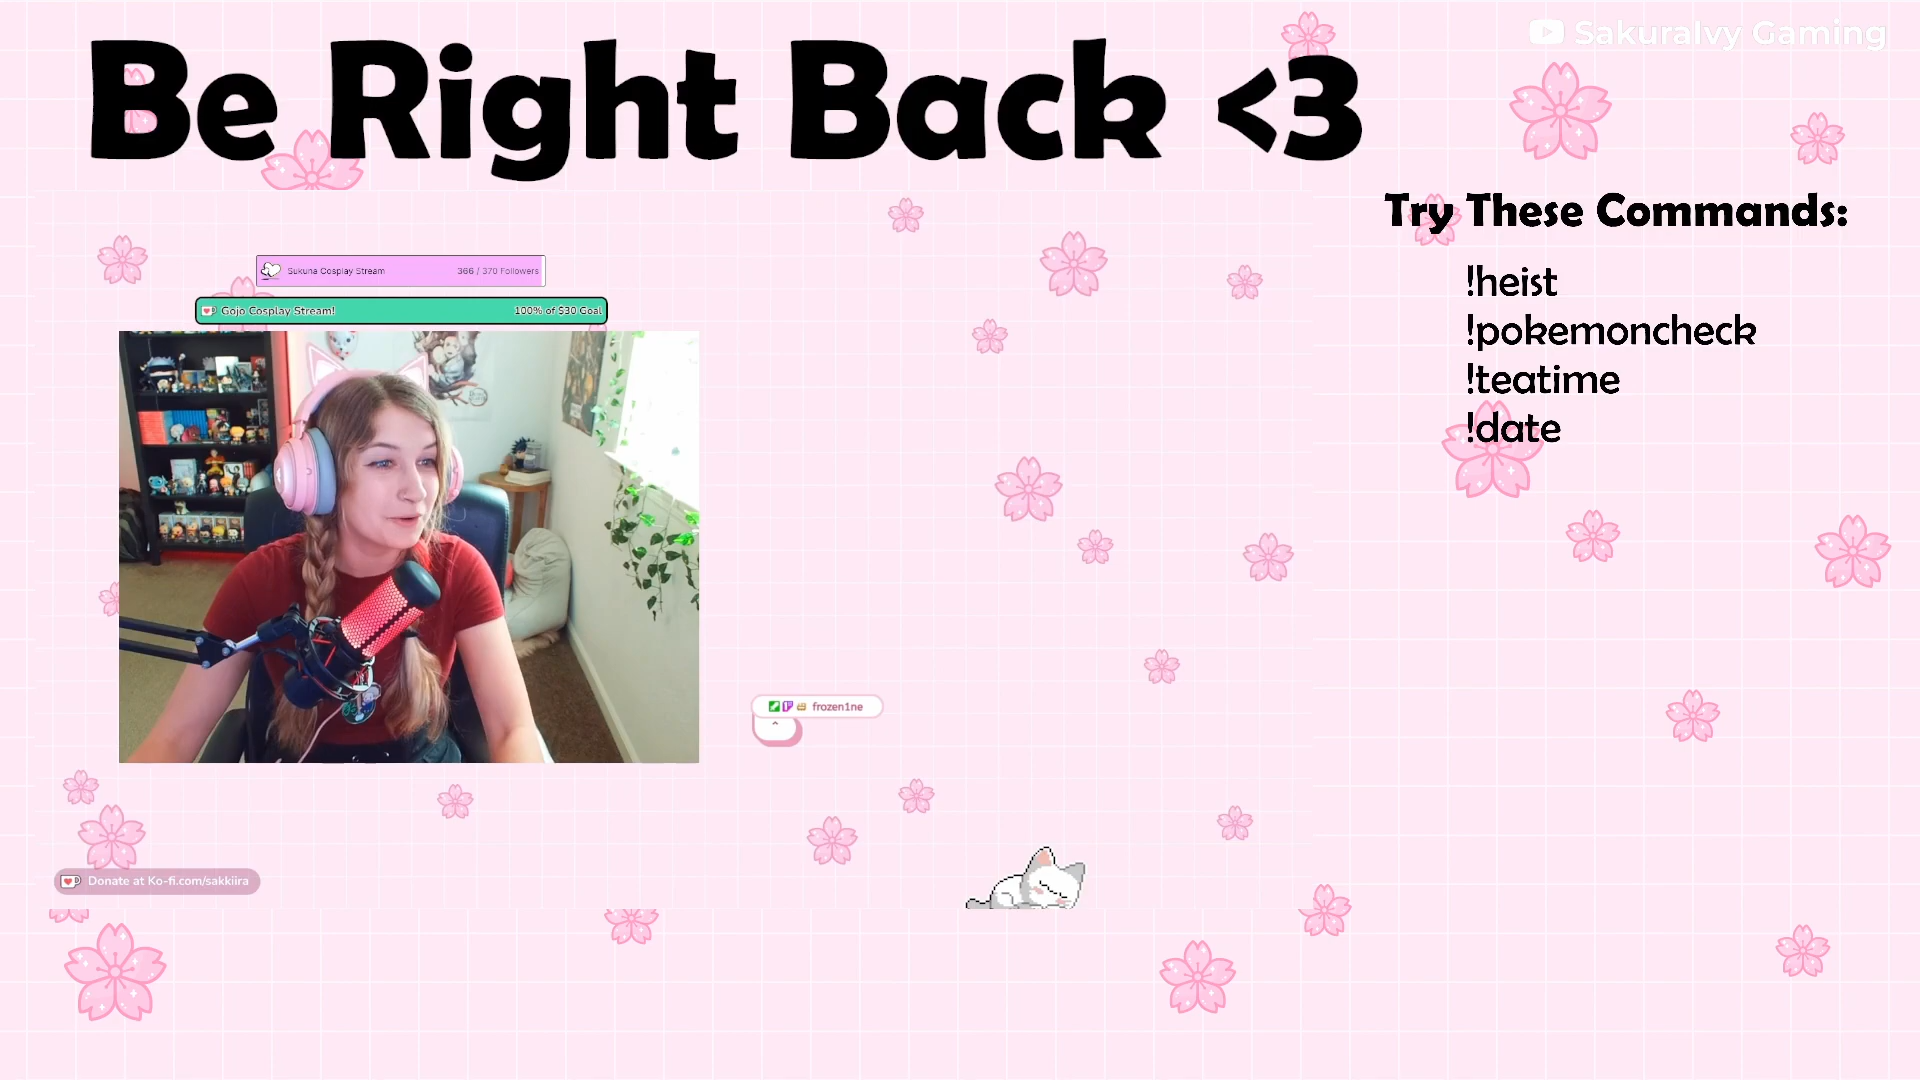 SakuraIvy Gaming
Be Right Back <3
Try These Commands:
!heist
!pokemoncheck
!teatime
!date
Sukuna Cosplay Stream 366 / 370 Followers
Gojo Cosplay Stream! 100% of $30 Goal
frozen1ne
Donate at Ko-fi.com/sakkiira